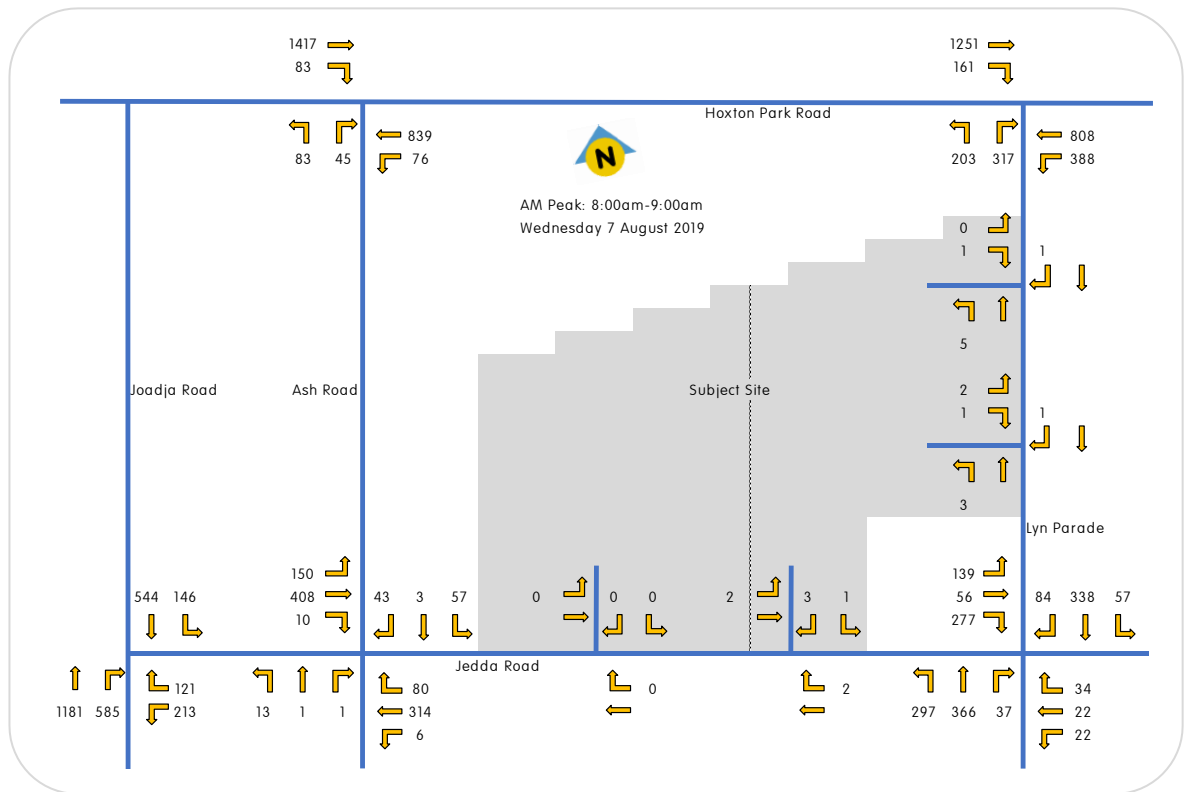 1417 1251
83 161
Hoxton Park Road
839 808
83 45 76 203 317 388
N
AM Peak: 8:00am-9:00am
Wednesday 7 August 2019
0
1 1
5
Joadja Road Ash Road Subject Site 2
1 1
3
Lyn Parade
150 139
544 146 408 43 3 57 0 0 0 2 3 1 56 84 338 57
10 277
Jedda Road
121 80 0 2 34
1181 585 213 13 1 1 314 297 366 37 22
6 22